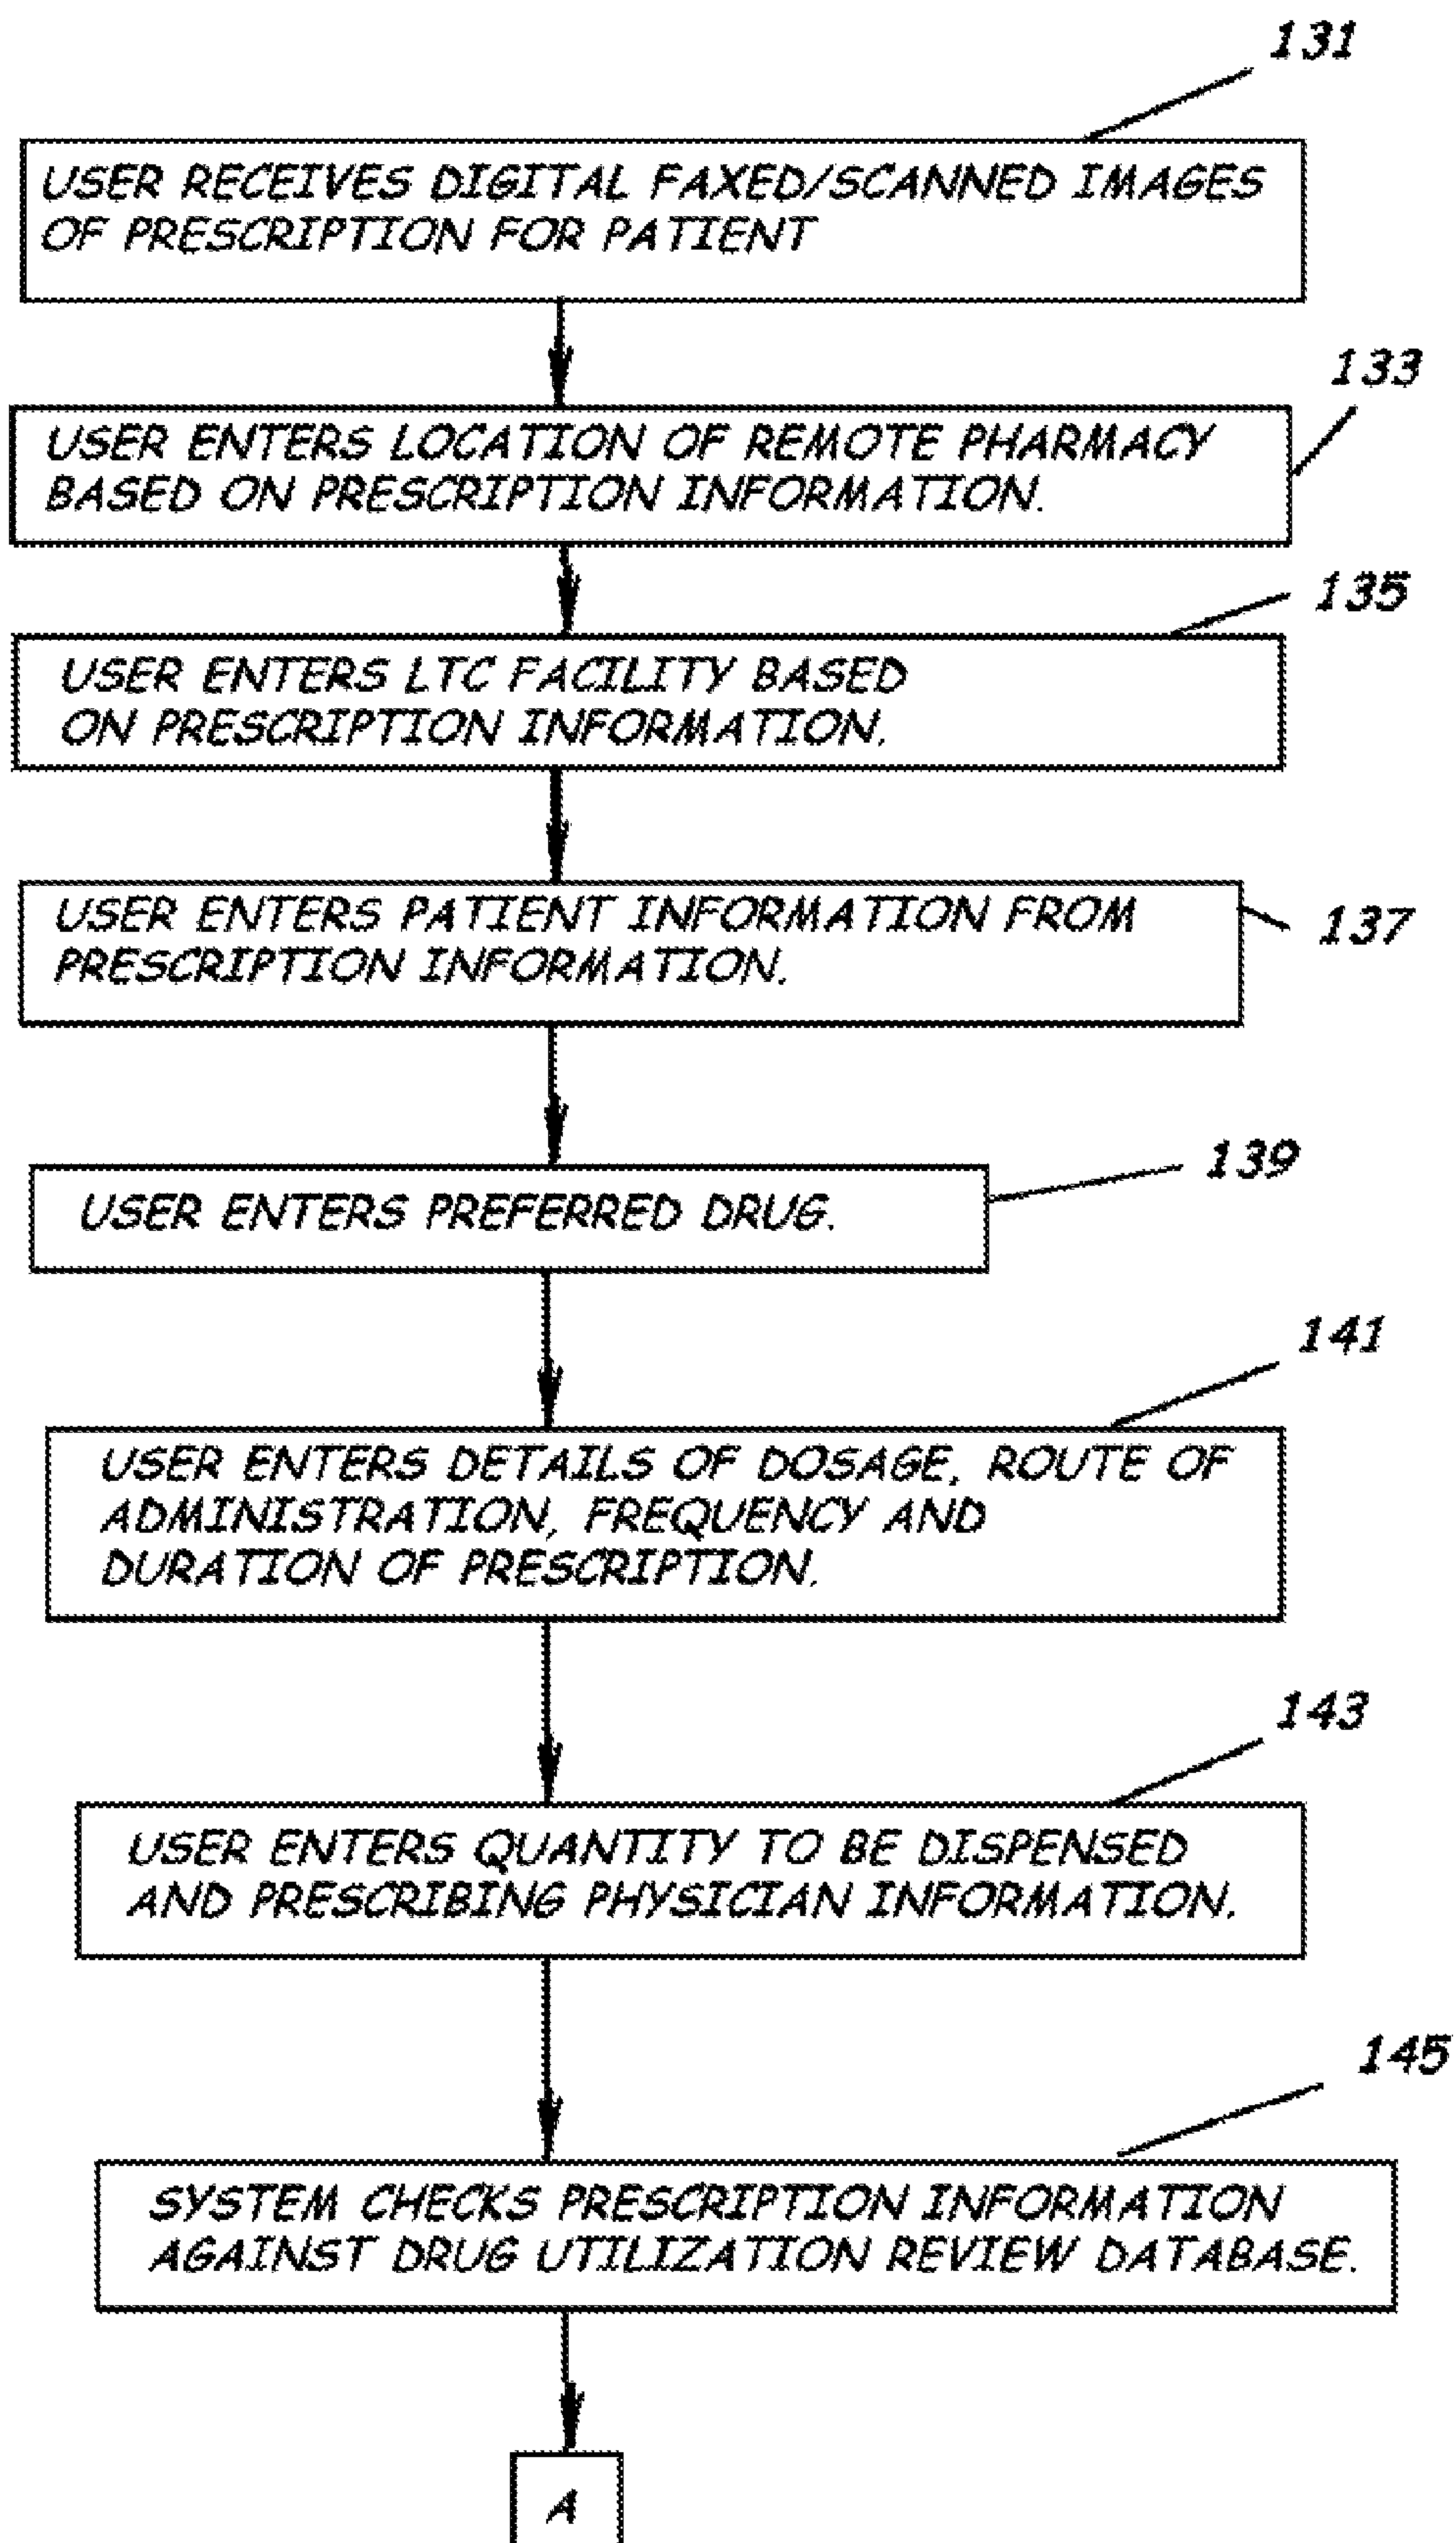 131
USER RECEIVES DIGITAL FAXED/SCANNED IMAGES
OF PRESCRIPTION FOR PATIENT
133
USER ENTERS LOCATION OF REMOTE PHARMACY
BASED ON PRESCRIPTION INFORMATION.
135
USER ENTERS LTC FACILITY BASED
ON PRESCRIPTION INFORMATION.
USER ENTERS PATIENT INFORMATION FROM
137
PRESCRIPTION INFORMATION.
139
USER ENTERS PREFERRED DRUG.
141
USER ENTERS DETAILS OF DOSAGE, ROUTE OF
ADMINISTRATION, FREQUENCY AND
DURATION OF PRESCRIPTION.
143
USER ENTERS QUANTITY TO BE DISPENSED
AND PRESCRIBING PHYSICIAN INFORMATION.
145
SYSTEM CHECKS PRESCRIPTION INFORMATION
AGAINST DRUG UTILIZATION REVIEW DATABASE.
A